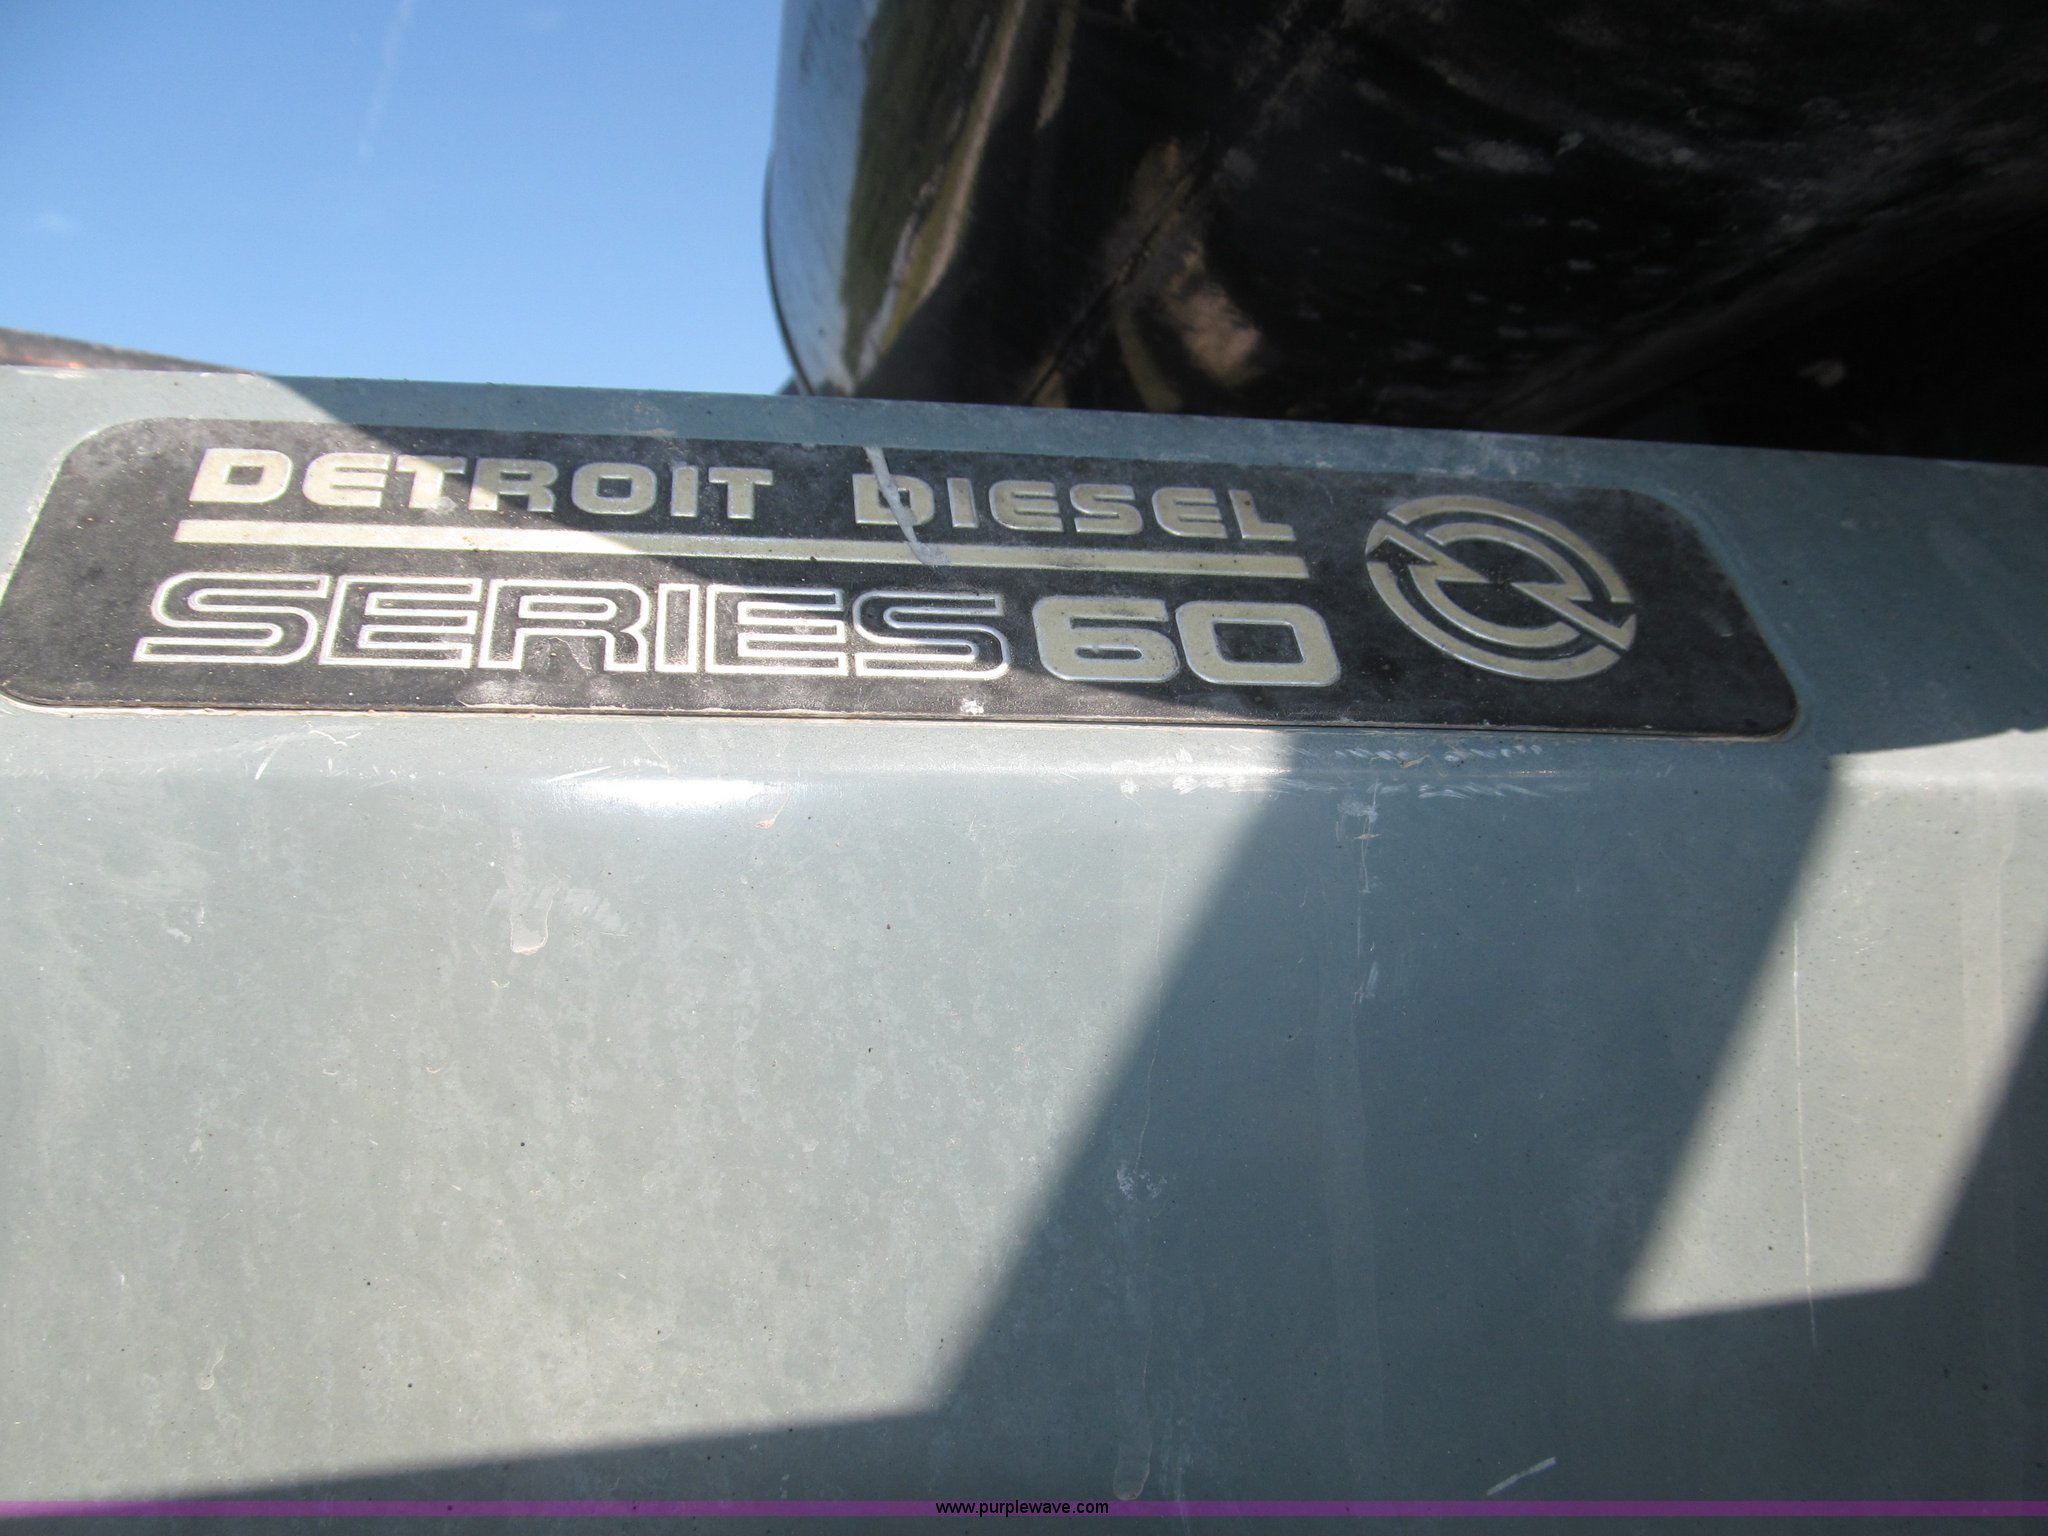 DETROIT DIESEL
SERIES 60
www.purplewave.com